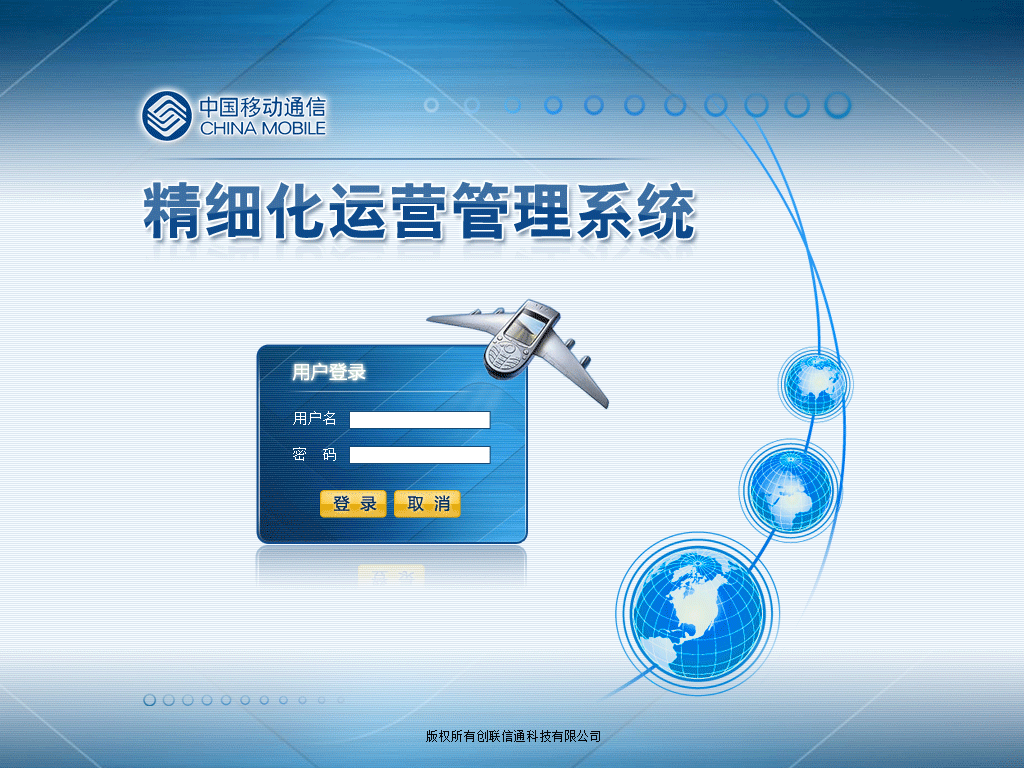 中国移动通信
CHINA MOBILE
精细化运营管理系统
用户登录
用户名
密 码
登 录 取 消
版权所有创联信通科技有限公司